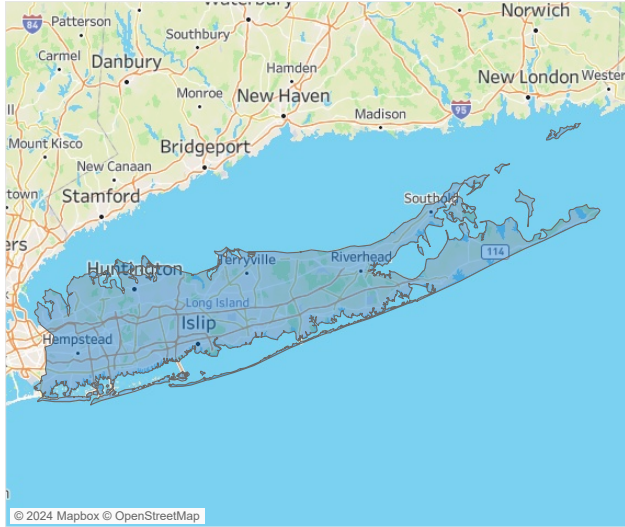 Norwich
Waterbury
84
Patterson
Southbury
Carmel
Danbury
Hamden
New London
Wester
Monroe
New Haven
95
Madison
Mount Kisco
Bridgeport
New Canaan
town
Stamford
Southold
ers
114
Huntington
Terryville
Riverhead
Long Island
Islip
Hempstead
© 2024 Mapbox © OpenStreetMap